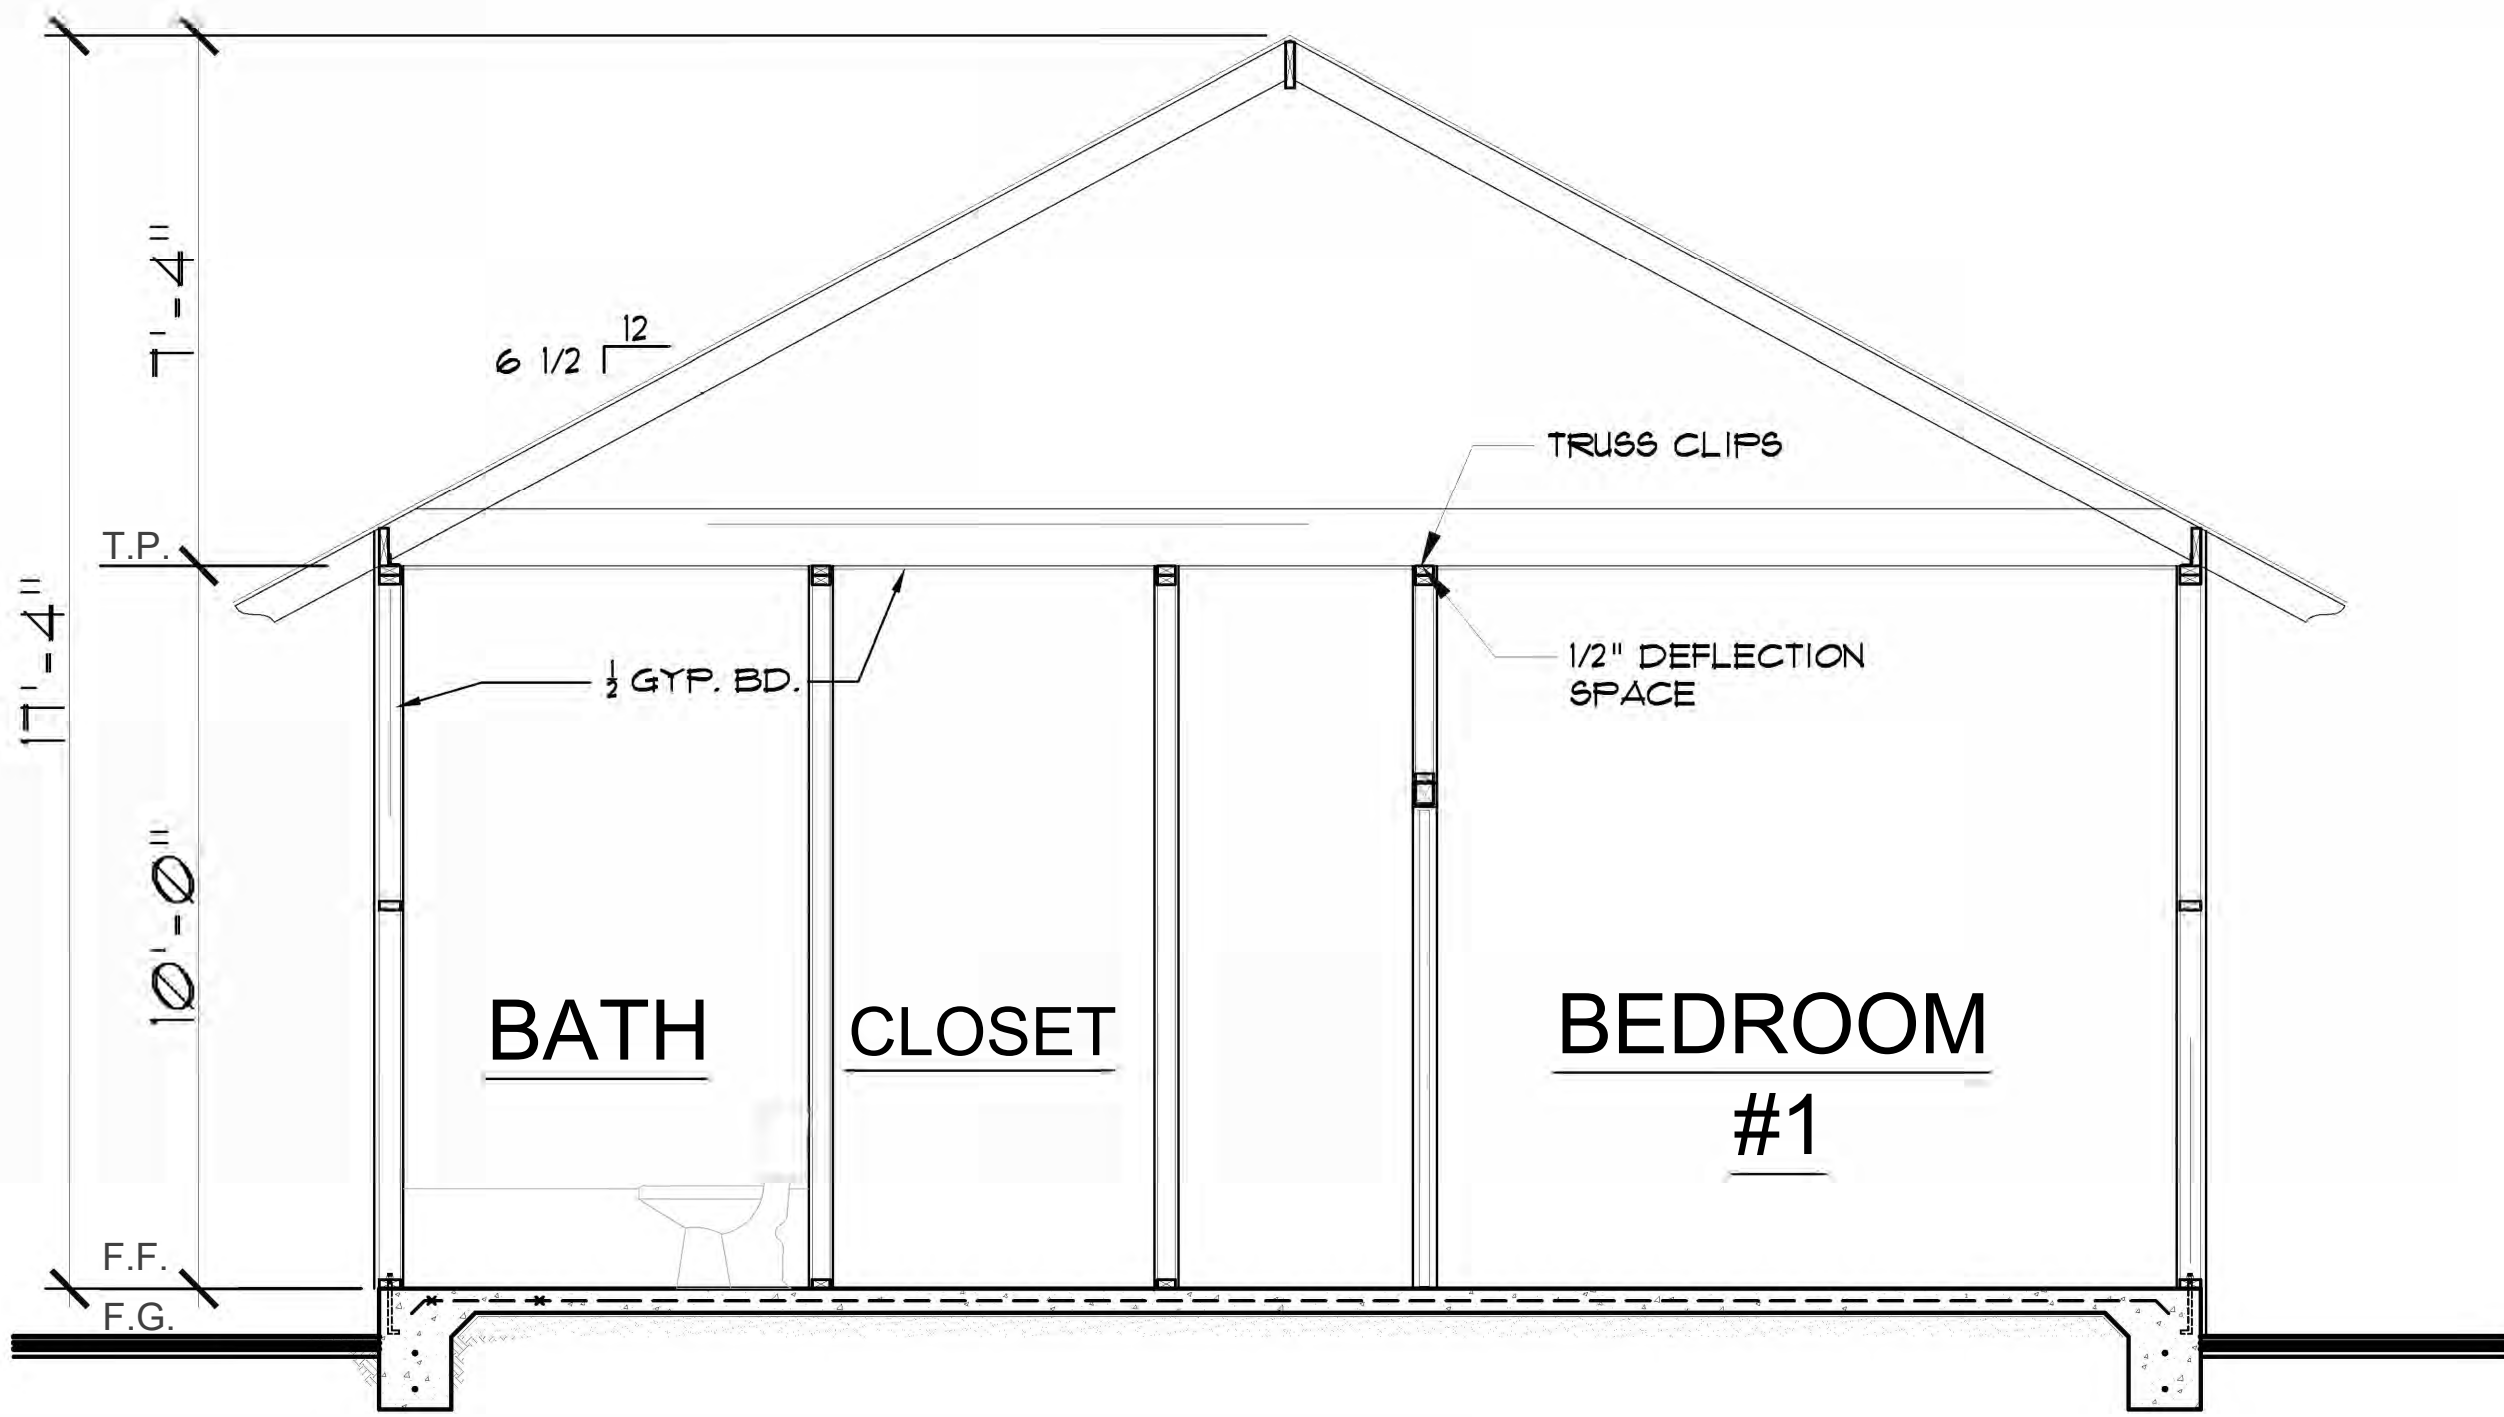 7'-4"
12
6 1/2
TRUSS CLIPS
T.P.
17'-4"
½ GYP. BD.
1/2" DEFLECTION
SPACE
10'-0"
BATH
CLOSET
BEDROOM
#1
F.F.
F.G.